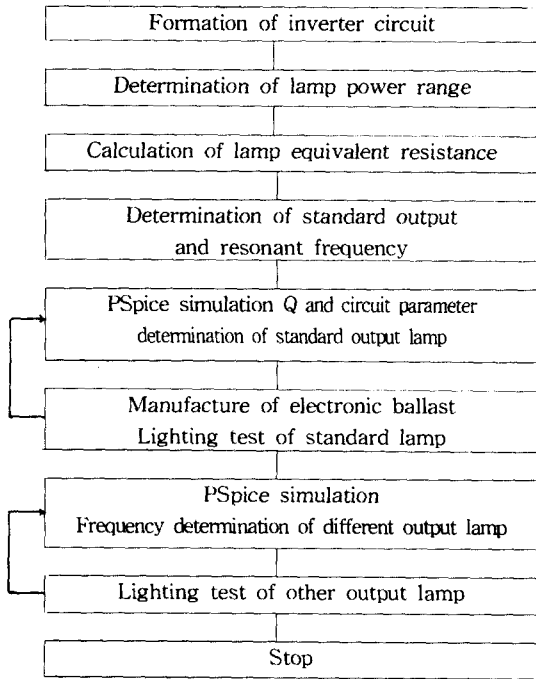 Formation of inverter circuit
Determination of lamp power range
Calculation of lamp equivalent resistance
Determination of standard output
and resonant frequency
PSpice simulation Q and circuit parameter
determination of standard output lamp
Manufacture of electronic ballast
Lighting test of standard lamp
PSpice simulation
Frequency determination of different output lamp
Lighting test of other output lamp
Stop